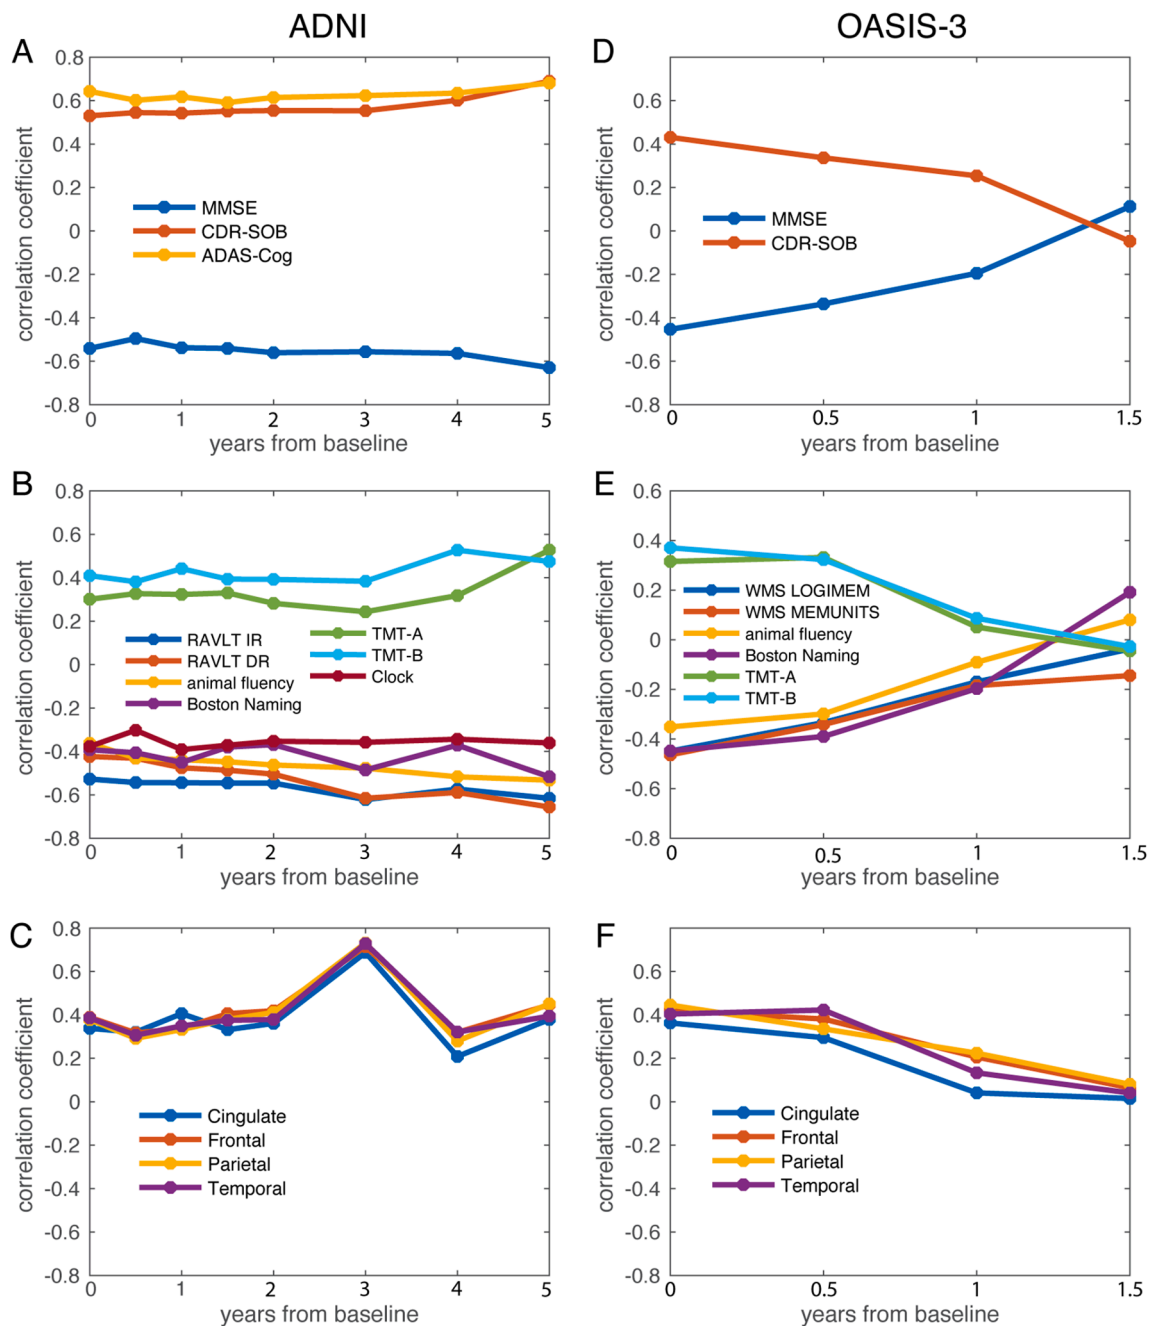 ADNI
OASIS-3
A
0.8
0.6
0.4
0.2
0
-0.2
-0.4
-0.6
-0.8
correlation coefficient
MMSE
CDR-SOB
ADAS-Cog
0 1 2 3 4 5
years from baseline
D
0.8
0.6
0.4
0.2
0
-0.2
-0.4
-0.6
-0.8
correlation coefficient
MMSE
CDR-SOB
0 0.5 1 1.5
years from baseline
B
0.8
0.6
0.4
0.2
0
-0.2
-0.4
-0.6
-0.8
correlation coefficient
RAVLT IR
RAVLT DR
animal fluency
Boston Naming
TMT-A
TMT-B
Clock
0 1 2 3 4 5
years from baseline
E
0.6
0.4
0.2
0
-0.2
-0.4
-0.6
-0.8
correlation coefficient
WMS LOGIMEM
WMS MEMUNITS
animal fluency
Boston Naming
TMT-A
TMT-B
0 0.5 1 1.5
years from baseline
C
0.8
0.6
0.4
0.2
0
-0.2
-0.4
-0.6
-0.8
correlation coefficient
Cingulate
Frontal
Parietal
Temporal
0 1 2 3 4 5
years from baseline
F
0.8
0.6
0.4
0.2
0
-0.2
-0.4
-0.6
-0.8
correlation coefficient
Cingulate
Frontal
Parietal
Temporal
0 0.5 1 1.5
years from baseline